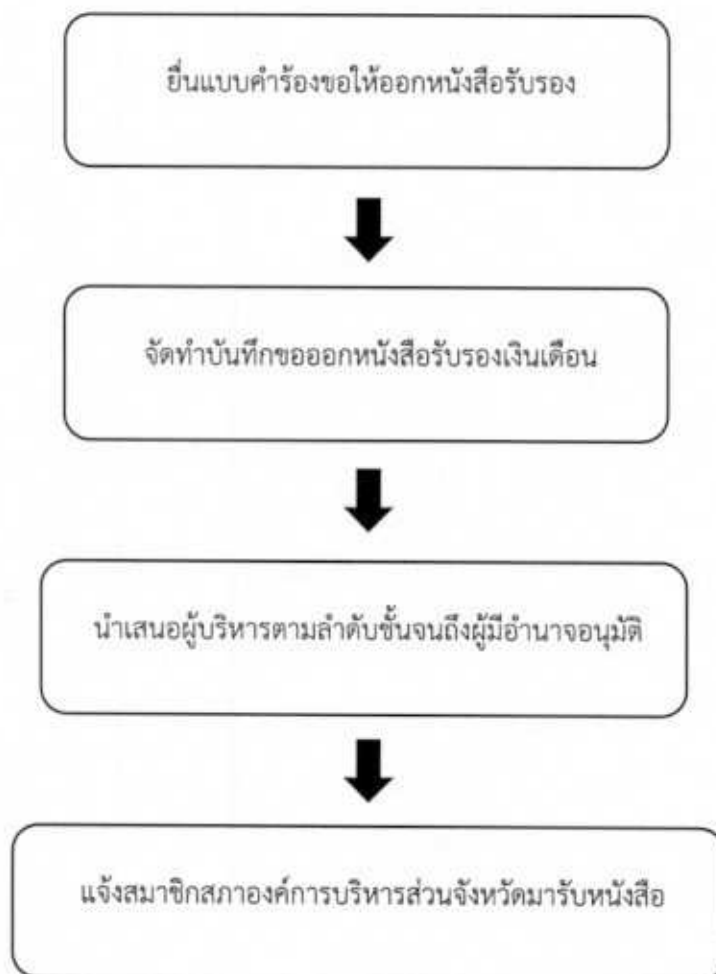 ยื่นแบบคำร้องขอให้ออกหนังสือรับรอง
จัดทำบันทึกขอออกหนังสือรับรองเงินเดือน
นำเสนอผู้บริหารตามลำดับชั้นจนถึงผู้มีอำนาจอนุมัติ
แจ้งสมาชิกสภาองค์การบริหารส่วนจังหวัดมารับหนังสือ